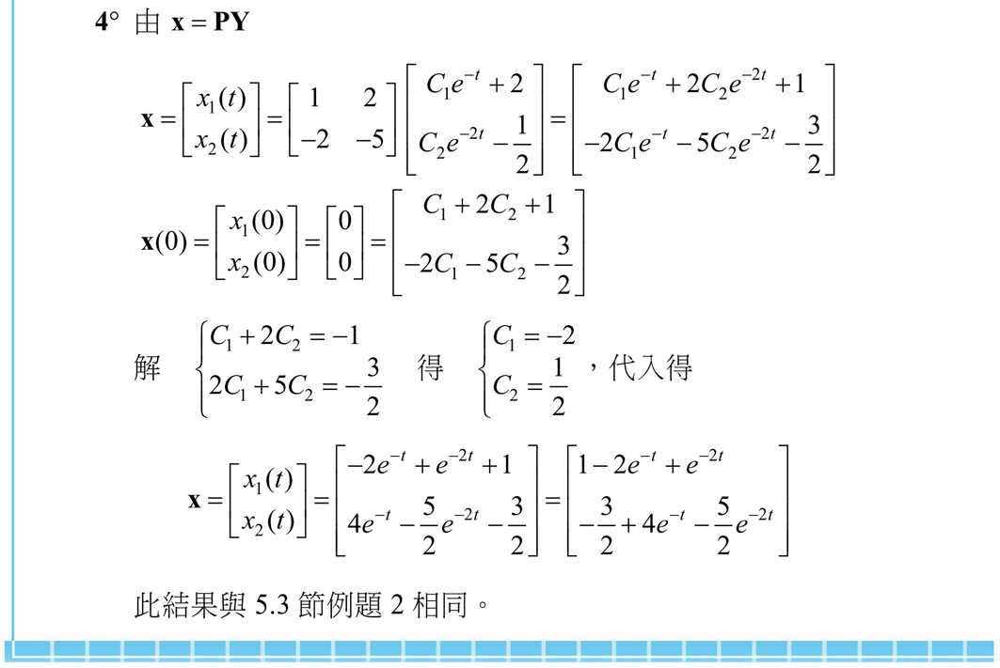 4° 由 x = PY
x = [x₁(t); x₂(t)] = [1 2; −2 −5] [C₁e⁻ᵗ + 2; C₂e⁻²ᵗ − 1/2] = [C₁e⁻ᵗ + 2C₂e⁻²ᵗ + 1; −2C₁e⁻ᵗ − 5C₂e⁻²ᵗ − 3/2]
x(0) = [x₁(0); x₂(0)] = [0; 0] = [C₁ + 2C₂ + 1; −2C₁ − 5C₂ − 3/2]
解 {C₁ + 2C₂ = −1; 2C₁ + 5C₂ = −3/2 得 {C₁ = −2; C₂ = 1/2 ,代入得
x = [x₁(t); x₂(t)] = [−2e⁻ᵗ + e⁻²ᵗ + 1; 4e⁻ᵗ − 5/2 e⁻²ᵗ − 3/2] = [1 − 2e⁻ᵗ + e⁻²ᵗ; −3/2 + 4e⁻ᵗ − 5/2 e⁻²ᵗ]
此結果與 5.3 節例題 2 相同。